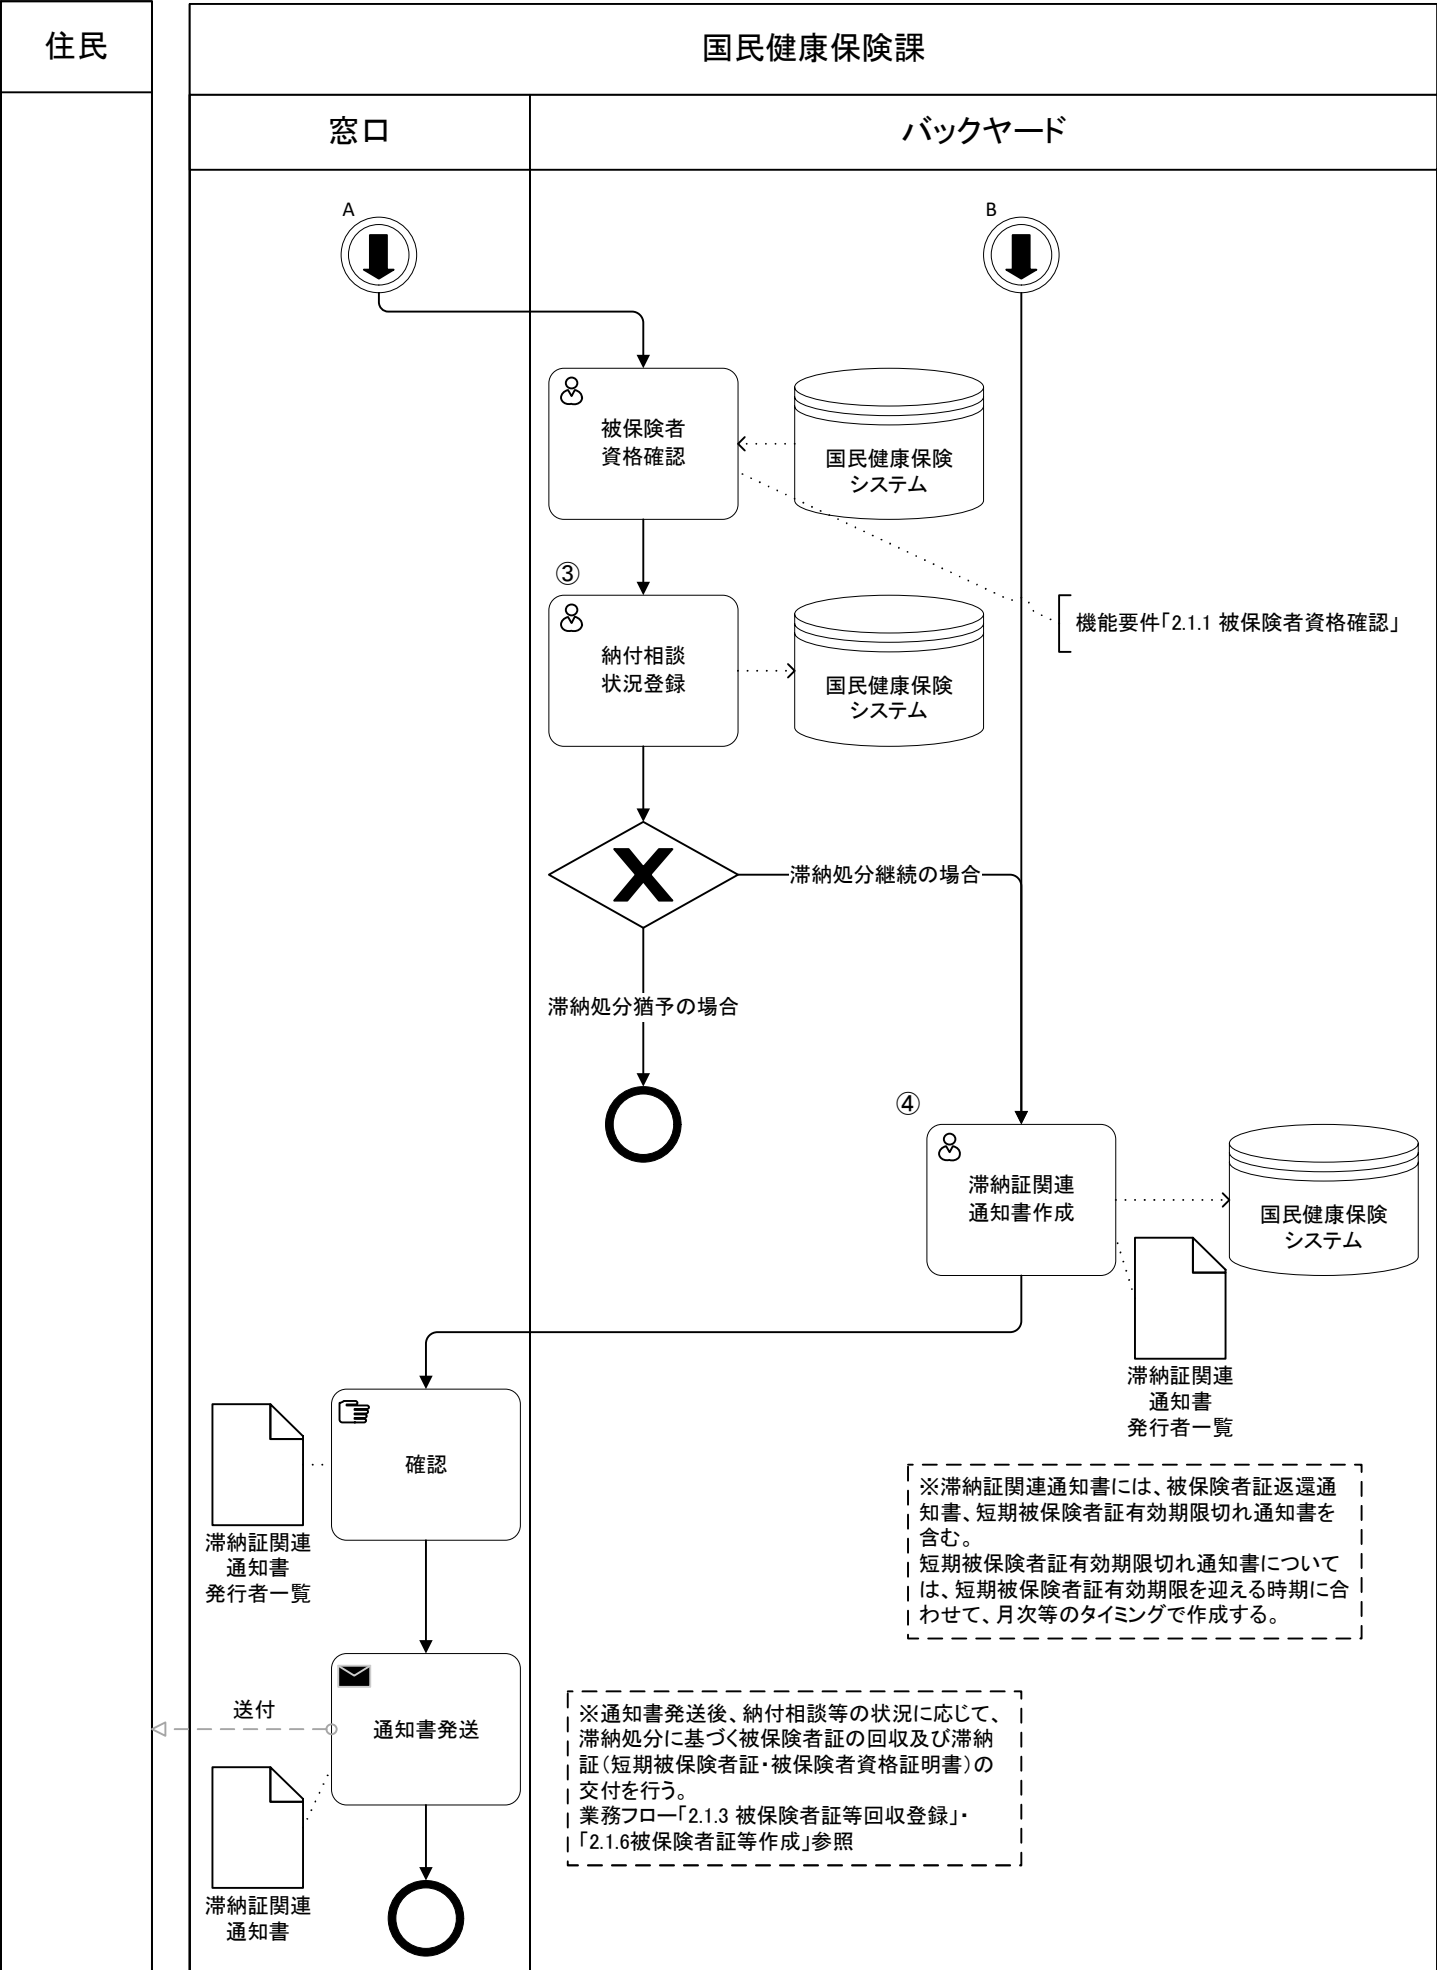 住民
国民健康保険課
窓口
バックヤード
A
B
被保険者
資格確認
国民健康保険
システム
機能要件「2.1.1 被保険者資格確認」
③
納付相談
状況登録
国民健康保険
システム
滞納処分継続の場合
滞納処分猶予の場合
④
滞納証関連
通知書作成
国民健康保険
システム
滞納証関連
通知書
発行者一覧
確認
滞納証関連
通知書
発行者一覧
※滞納証関連通知書には、被保険者証返還通
知書、短期被保険者証有効期限切れ通知書を
含む。
短期被保険者証有効期限切れ通知書について
は、短期被保険者証有効期限を迎える時期に合
わせて、月次等のタイミングで作成する。
送付
通知書発送
滞納証関連
通知書
※通知書発送後、納付相談等の状況に応じて、
滞納処分に基づく被保険者証の回収及び滞納
証（短期被保険者証・被保険者資格証明書）の
交付を行う。
業務フロー「2.1.3 被保険者証等回収登録」・
「2.1.6被保険者証等作成」参照